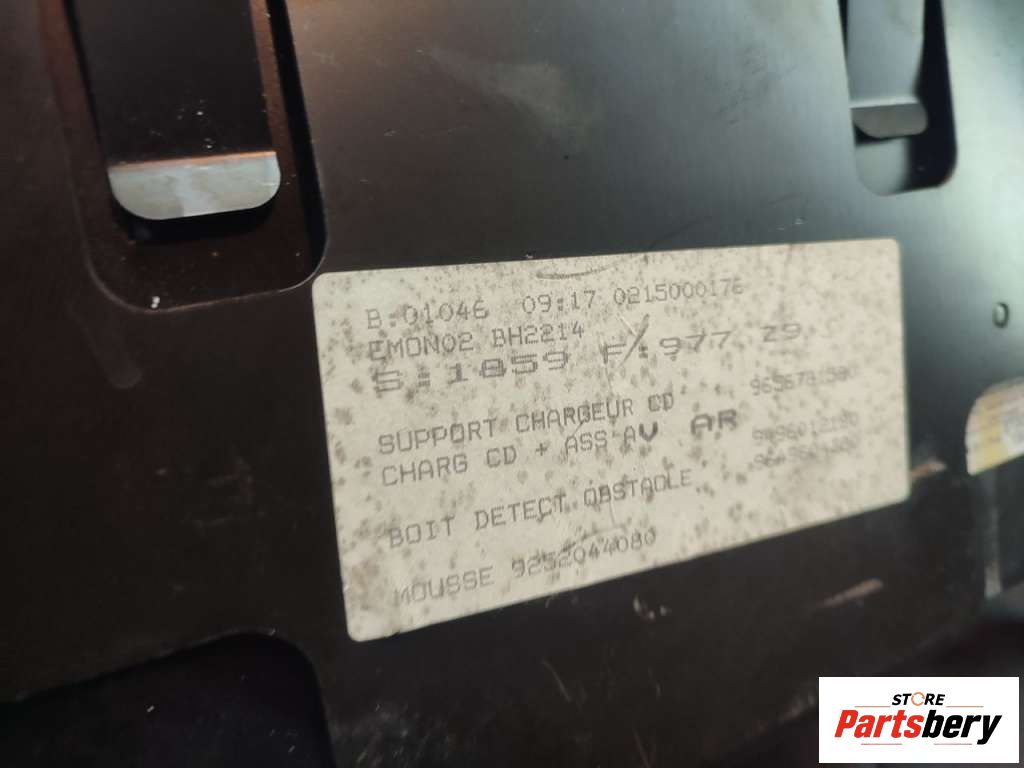 B:01046 09:17 0215000176
EMON02 BH2214
S:1859 F/:977 Z9
SUPPORT CHARGEUR CD
CHARG CD + ASS AV AR
BOIT DETECT OBSTACLE
MOUSSE 9252044080
STORE
Partsbery